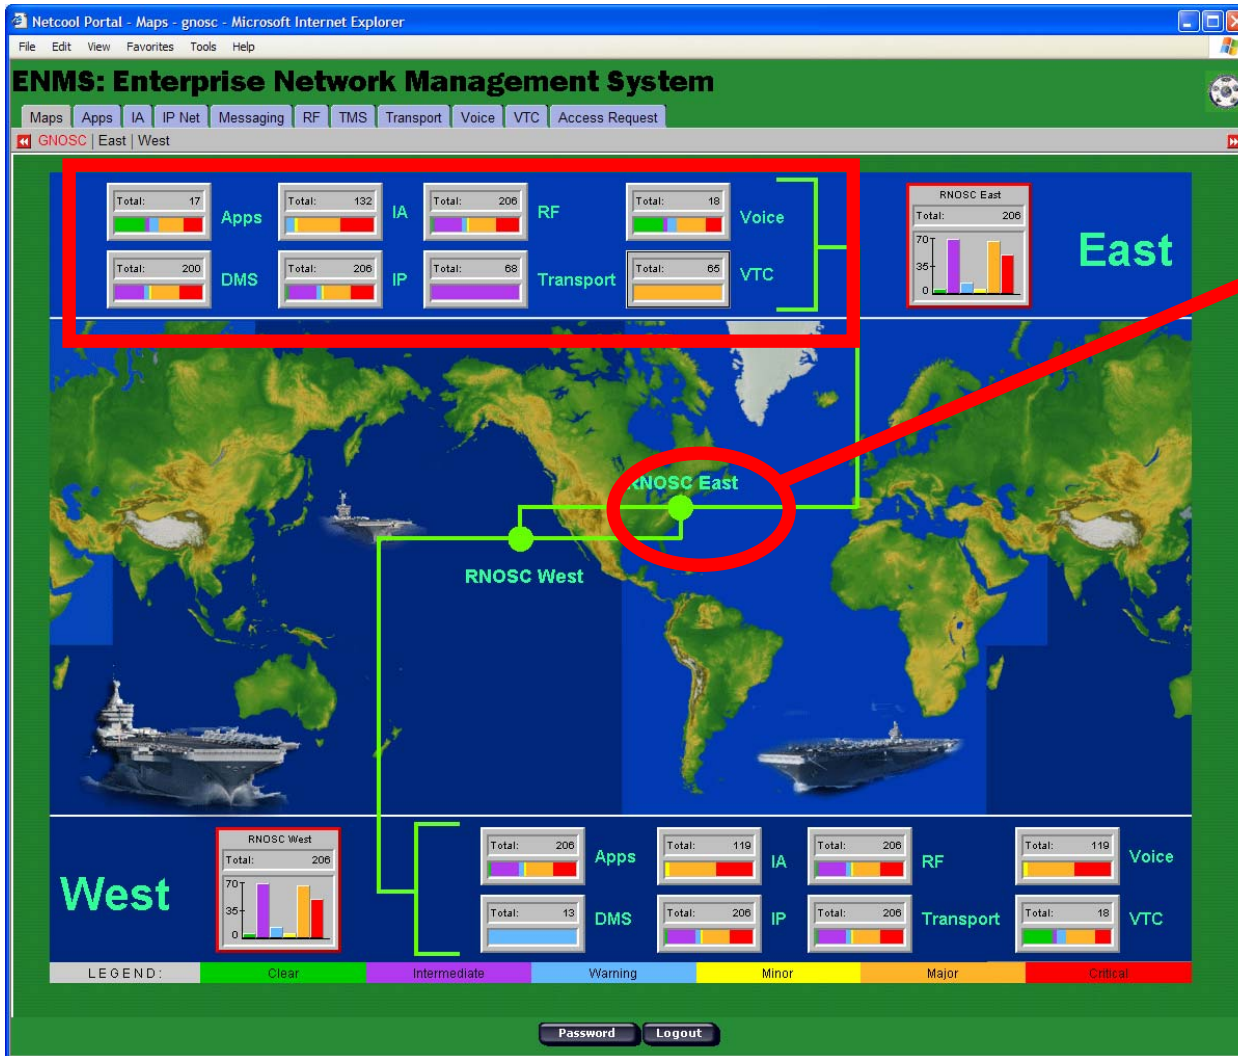 Netcool Portal - Maps - gnosc - Microsoft Internet Explorer
File Edit View Favorites Tools Help
ENMS: Enterprise Network Management System
Maps Apps IA IP Net Messaging RF TMS Transport Voice VTC Access Request
GNOSC | East | West
Total: 17 Apps Total: 132 IA Total: 206 RF Total: 18 Voice
Total: 200 DMS Total: 206 IP Total: 68 Transport Total: 65 VTC
RNOSC East
Total: 206
70
35
0
East
RNOSC East
RNOSC West
West
RNOSC West
Total: 206
70
35
0
Total: 206 Apps Total: 119 IA Total: 206 RF Total: 119 Voice
Total: 13 DMS Total: 206 IP Total: 206 Transport Total: 18 VTC
LEGEND: Clear Intermediate Warning Minor Major Critical
Password Logout